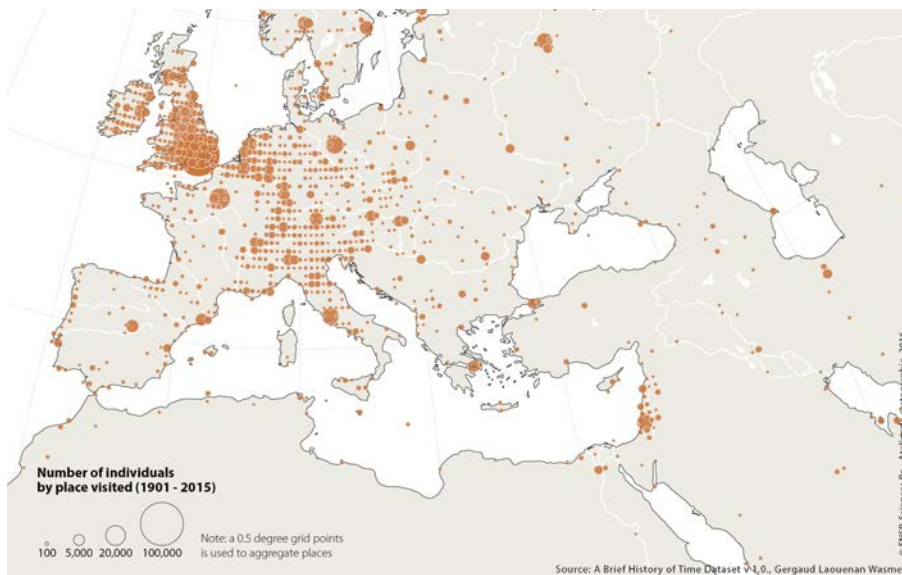 Number of individuals
by place visited (1901 - 2015)
100
5,000
20,000
100,000
Note: a 0.5 degree grid points
is used to aggregate places
Source: A Brief History of Time Dataset v 1.0., Gergaud Laouenan Wasme